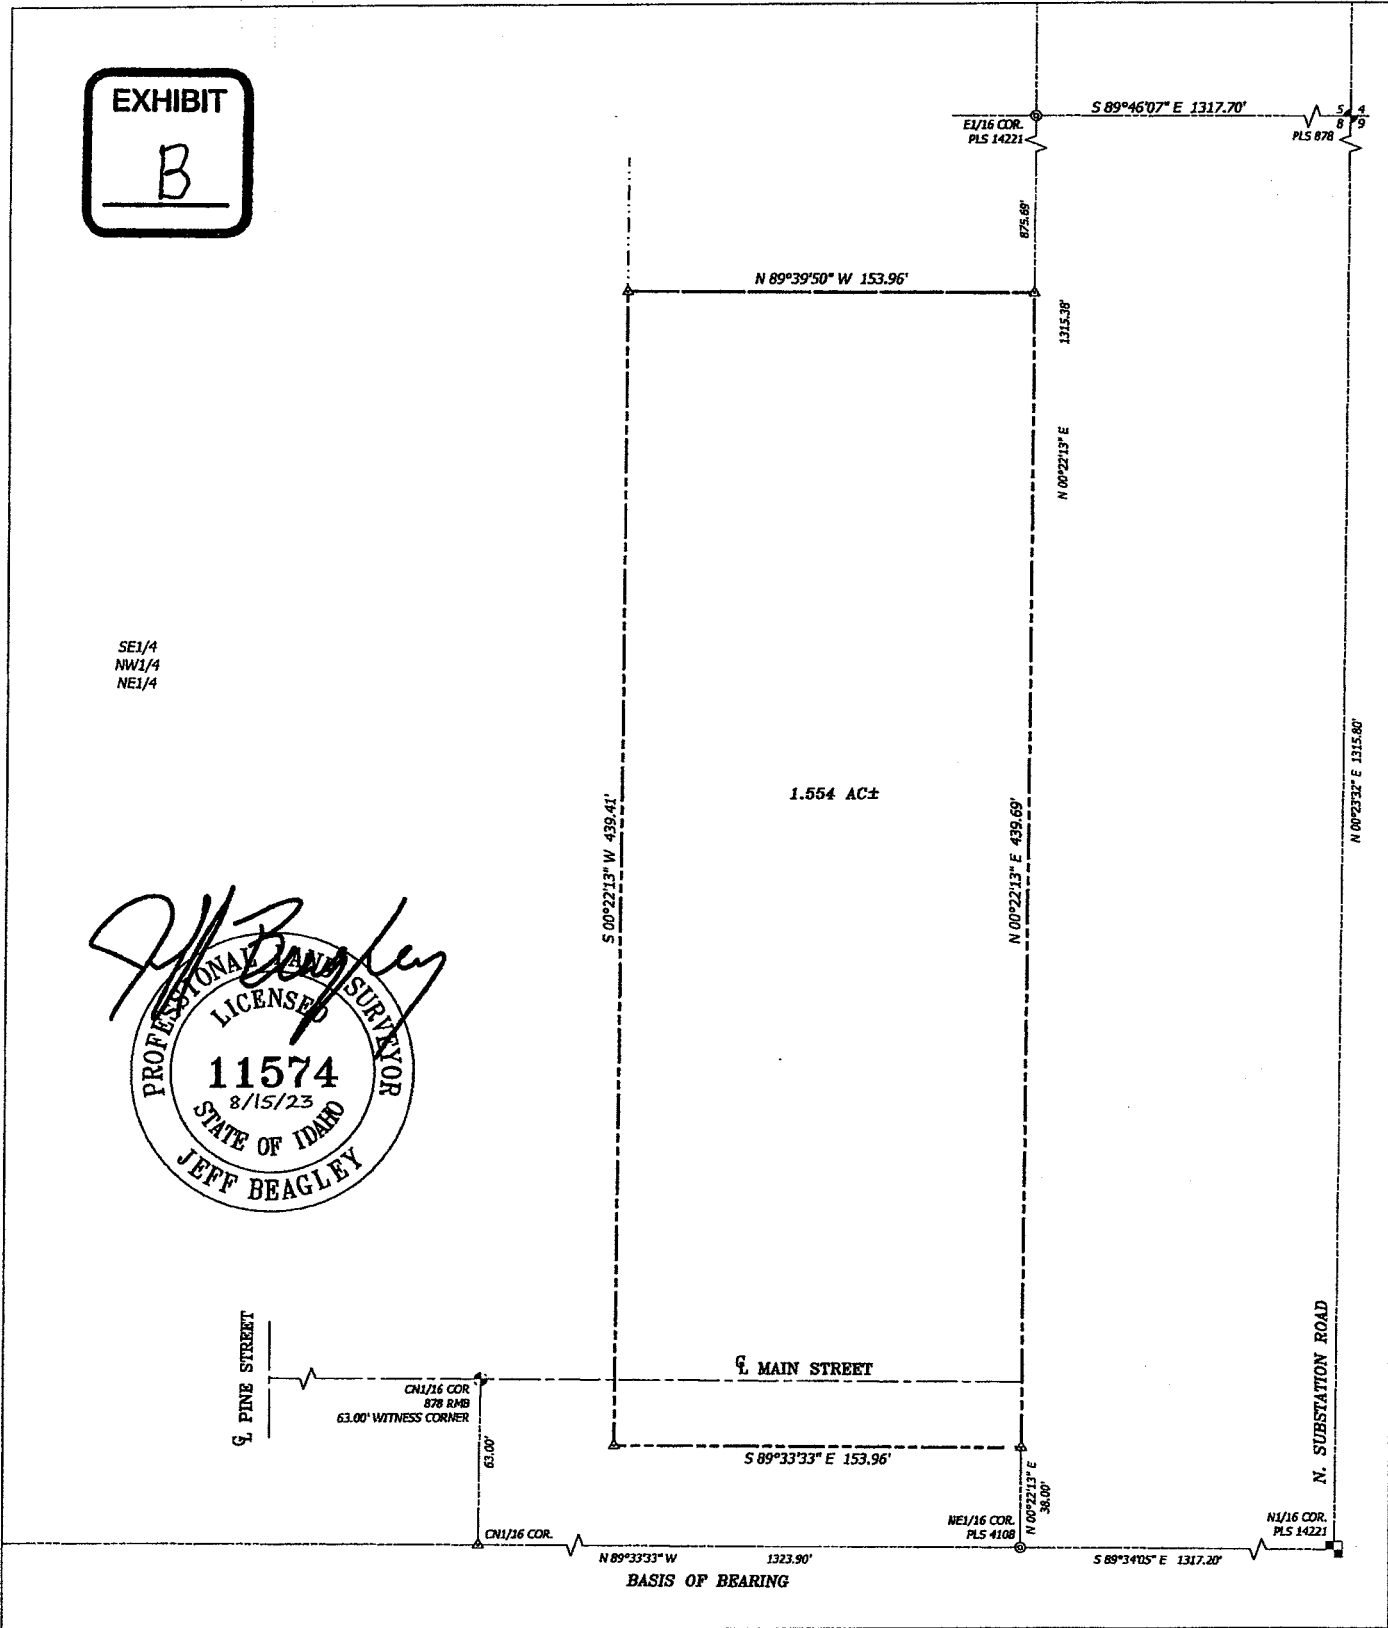 EXHIBIT
B
S 89°46'07" E 1317.70'
E1/16 COR.
PLS 14221
5 4
8 9
PLS 878
875.69'
N 89°39'50" W 153.96'
1315.38'
N 00°22'13" E
SE1/4
NW1/4
NE1/4
S 00°22'13" W 439.41'
1.554 AC±
N 00°22'13" E 439.69'
N 00°23'32" E 1315.80'
Jeff Beagley
PROFESSIONAL LAND SURVEYOR
LICENSED
11574
8/15/23
STATE OF IDAHO
JEFF BEAGLEY
℄ PINE STREET
℄ MAIN STREET
CN1/16 COR
878 RMB
63.00' WITNESS CORNER
63.00'
S 89°33'33" E 153.96'
N 00°22'13" E
38.00'
N. SUBSTATION ROAD
CN1/16 COR.
NE1/16 COR.
PLS 4108
N1/16 COR.
PLS 14221
N 89°33'33" W 1323.90'
S 89°34'05" E 1317.20'
BASIS OF BEARING